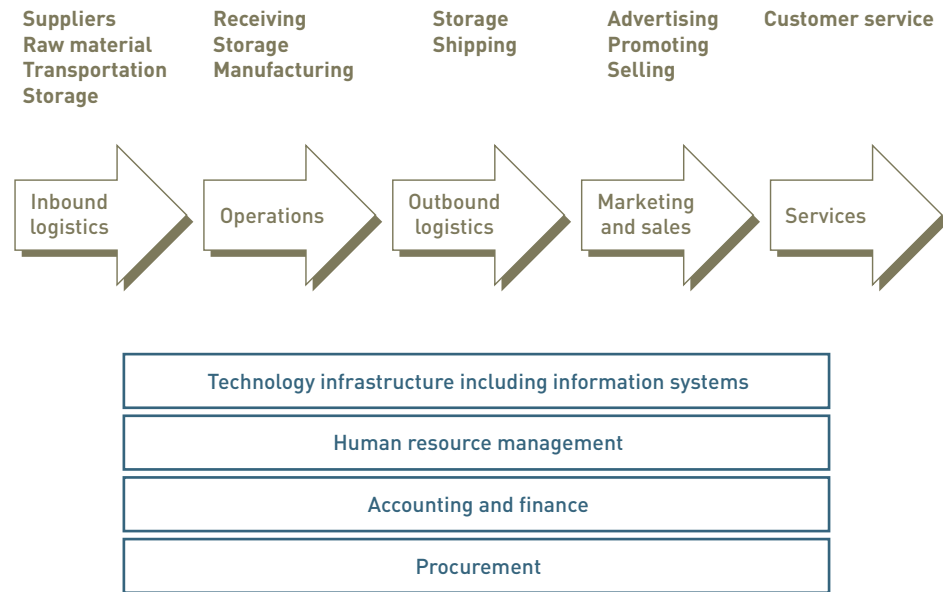 Suppliers
Raw material
Transportation
Storage
Receiving
Storage
Manufacturing
Storage
Shipping
Advertising
Promoting
Selling
Customer service
Inbound
logistics
Operations
Outbound
logistics
Marketing
and sales
Services
Technology infrastructure including information systems
Human resource management
Accounting and finance
Procurement